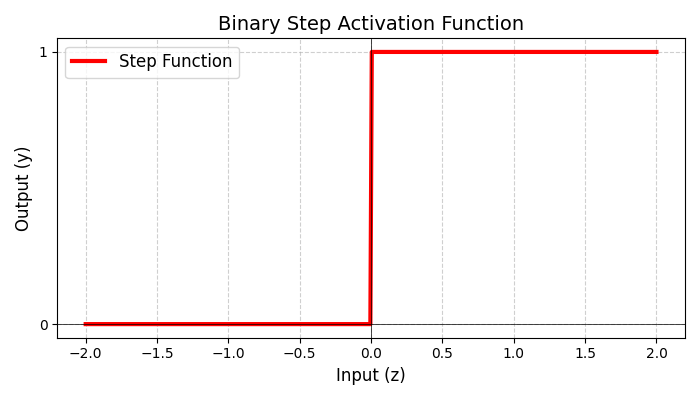 Binary Step Activation Function
Step Function
Output (y)
1
0
−2.0 −1.5 −1.0 −0.5 0.0 0.5 1.0 1.5 2.0
Input (z)